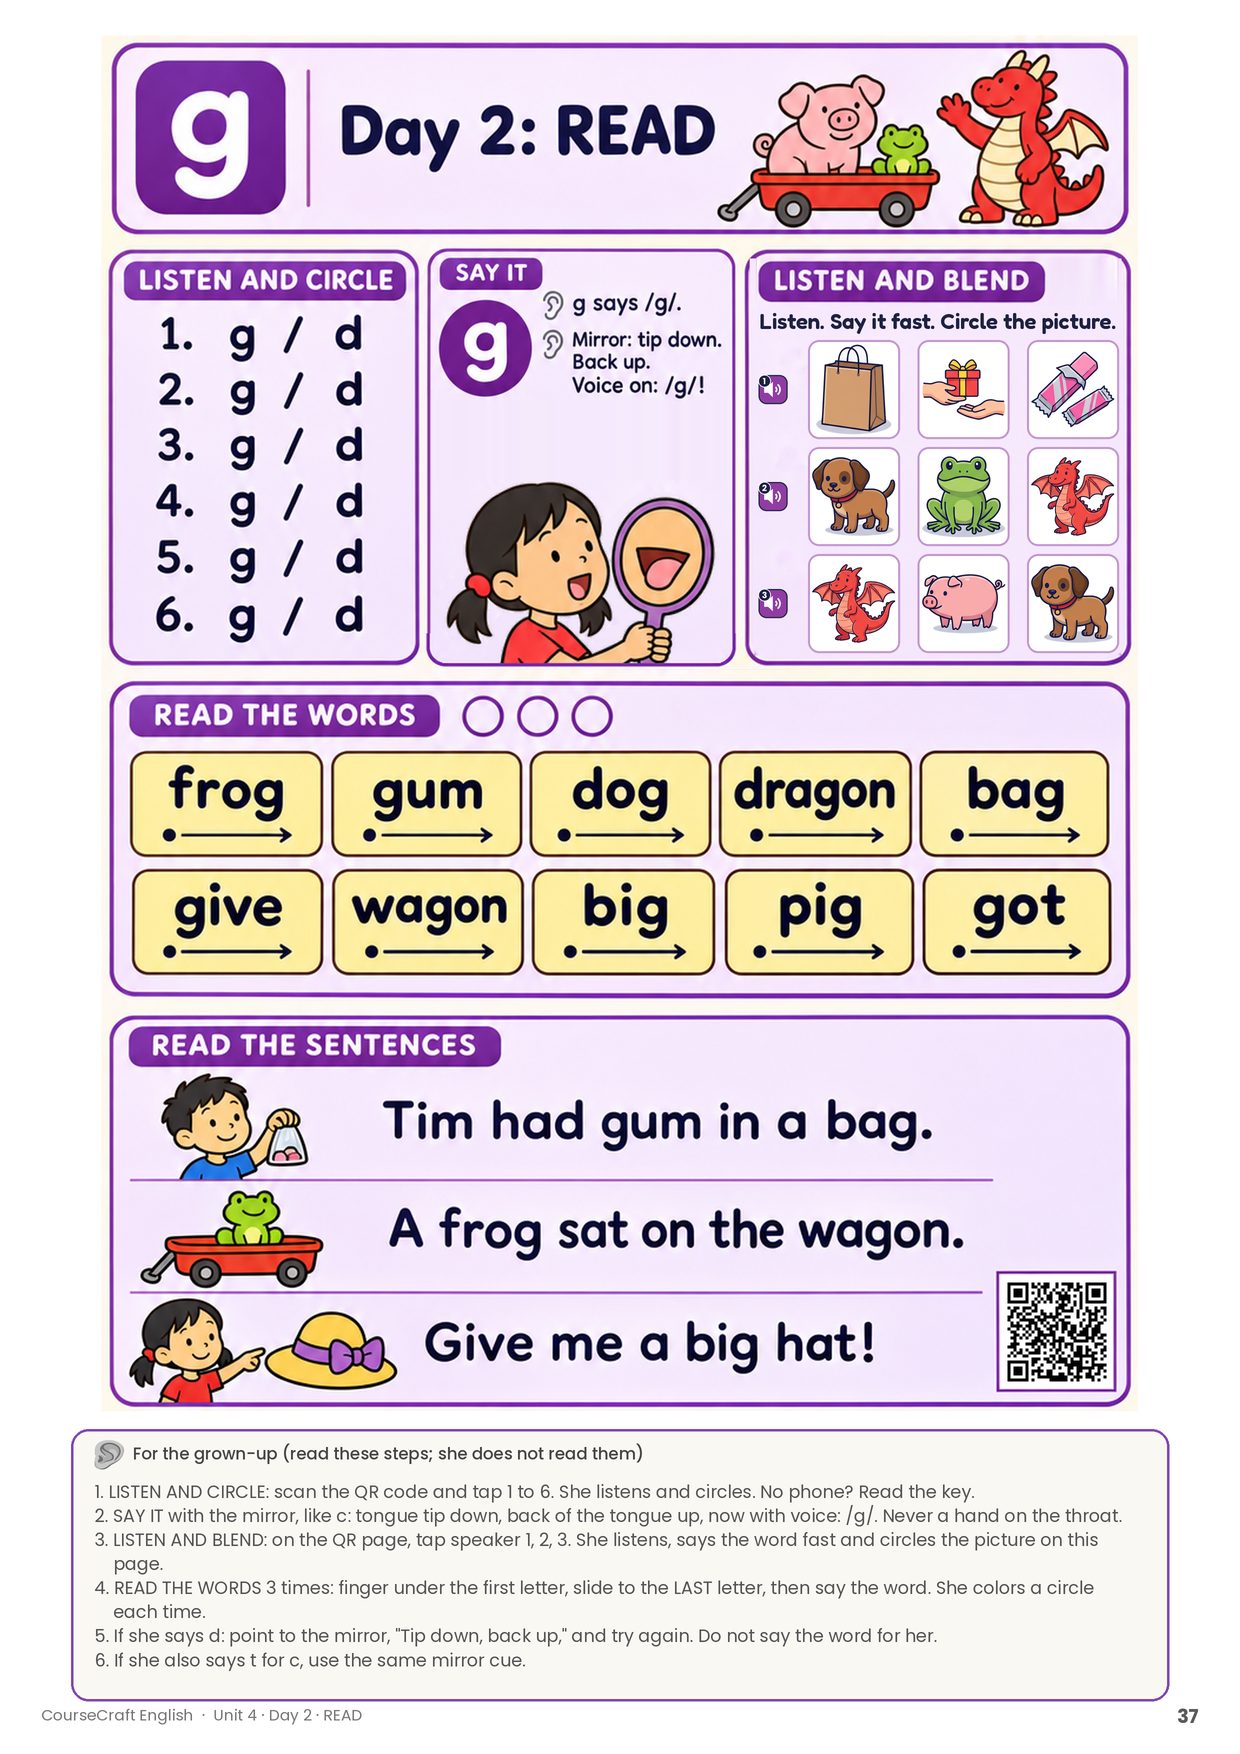 g
Day 2: READ
LISTEN AND CIRCLE
1. g / d
2. g / d
3. g / d
4. g / d
5. g / d
6. g / d
SAY IT
g
g says /g/.
Mirror: tip down.
Back up.
Voice on: /g/!
LISTEN AND BLEND
Listen. Say it fast. Circle the picture.
1
2
3
READ THE WORDS
frog gum dog dragon bag
give wagon big pig got
READ THE SENTENCES
Tim had gum in a bag.
A frog sat on the wagon.
Give me a big hat!
For the grown-up (read these steps; she does not read them)
1. LISTEN AND CIRCLE: scan the QR code and tap 1 to 6. She listens and circles. No phone? Read the key.
2. SAY IT with the mirror, like c: tongue tip down, back of the tongue up, now with voice: /g/. Never a hand on the throat.
3. LISTEN AND BLEND: on the QR page, tap speaker 1, 2, 3. She listens, says the word fast and circles the picture on this
page.
4. READ THE WORDS 3 times: finger under the first letter, slide to the LAST letter, then say the word. She colors a circle
each time.
5. If she says d: point to the mirror, "Tip down, back up," and try again. Do not say the word for her.
6. If she also says t for c, use the same mirror cue.
CourseCraft English · Unit 4 · Day 2 · READ
37